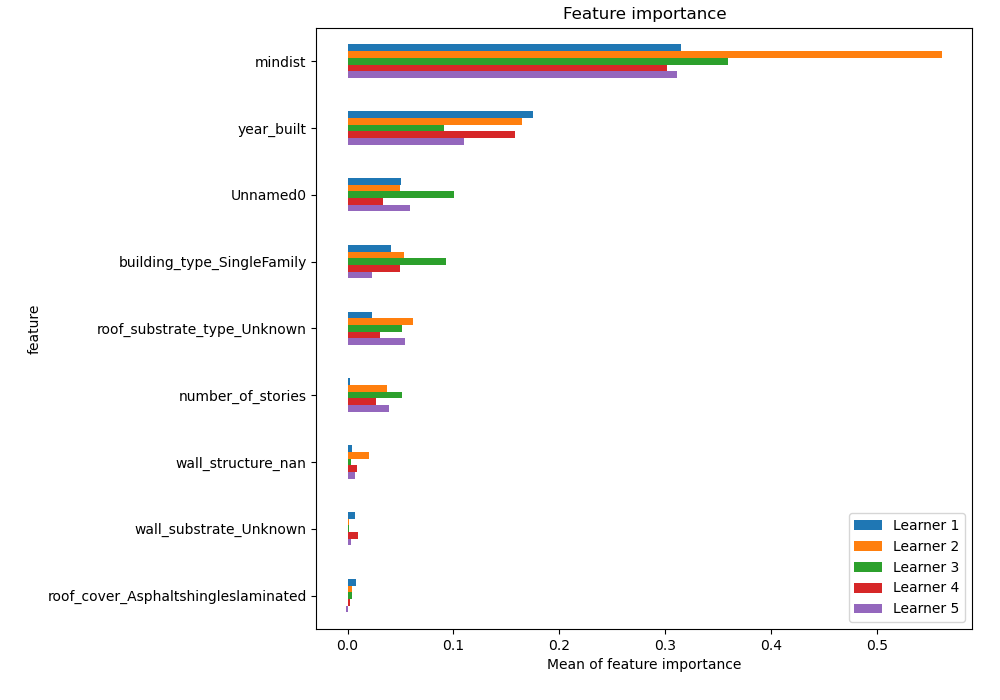 Feature importance
mindist
year_built
Unnamed0
building_type_SingleFamily
roof_substrate_type_Unknown
number_of_stories
wall_structure_nan
wall_substrate_Unknown
roof_cover_Asphaltshingleslaminated
feature
Learner 1
Learner 2
Learner 3
Learner 4
Learner 5
0.0 0.1 0.2 0.3 0.4 0.5
Mean of feature importance